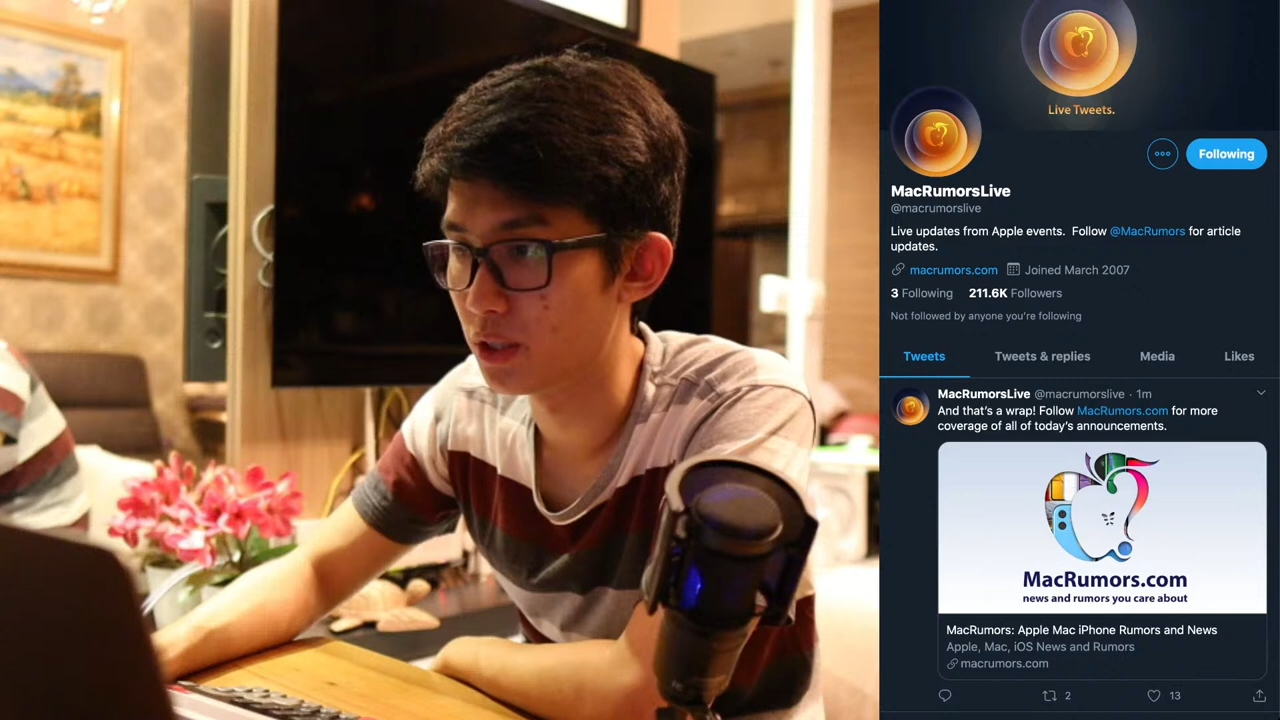 Live Tweets.
Following
MacRumorsLive
@macrumorslive
Live updates from Apple events. Follow @MacRumors for article
updates.
macrumors.com Joined March 2007
3 Following 211.6K Followers
Not followed by anyone you're following
Tweets Tweets & replies Media Likes
MacRumorsLive @macrumorslive · 1m
And that's a wrap! Follow MacRumors.com for more
coverage of all of today's announcements.
MacRumors.com
news and rumors you care about
MacRumors: Apple Mac iPhone Rumors and News
Apple, Mac, iOS News and Rumors
macrumors.com
2 13